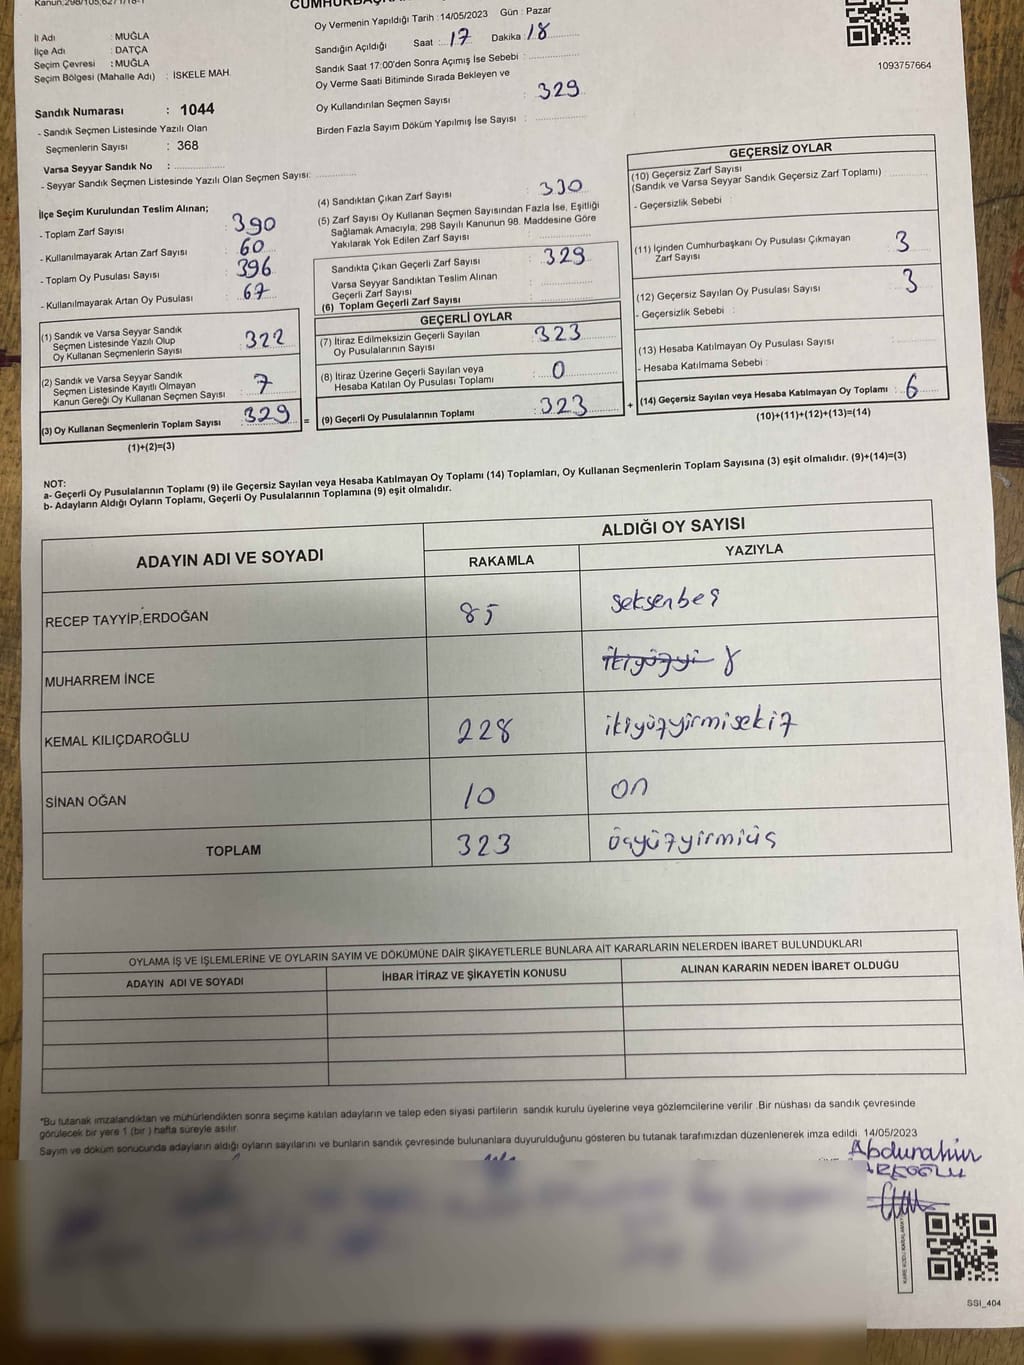 Oy Vermenin Yapıldığı Tarih : 14/05/2023 Gün : Pazar
Sandığın Açıldığı Saat : 17 Dakika : 18
Sandık Saat 17:00'den Sonra Açımış İse Sebebi :
Oy Verme Saati Bitiminde Sırada Bekleyen ve
Oy Kullandırılan Seçmen Sayısı : 329
Birden Fazla Sayım Döküm Yapılmış İse Sayısı :
1093757664
İl Adı : MUĞLA
İlçe Adı : DATÇA
Seçim Çevresi : MUĞLA
Seçim Bölgesi (Mahalle Adı) : İSKELE MAH.
Sandık Numarası : 1044
- Sandık Seçmen Listesinde Yazılı Olan
Seçmenlerin Sayısı : 368
Varsa Seyyar Sandık No :
- Seyyar Sandık Seçmen Listesinde Yazılı Olan Seçmen Sayısı:
İlçe Seçim Kurulundan Teslim Alınan;
- Toplam Zarf Sayısı : 390
- Kullanılmayarak Artan Zarf Sayısı : 60
- Toplam Oy Pusulası Sayısı : 396
- Kullanılmayarak Artan Oy Pusulası : 67
(1) Sandık ve Varsa Seyyar Sandık
Seçmen Listesinde Yazılı Olup
Oy Kullanan Seçmenlerin Sayısı : 322
(2) Sandık ve Varsa Seyyar Sandık
Seçmen Listesinde Kayıtlı Olmayan
Kanun Gereği Oy Kullanan Seçmen Sayısı : 7
(3) Oy Kullanan Seçmenlerin Toplam Sayısı : 329 =
(1)+(2)=(3)
(4) Sandıktan Çıkan Zarf Sayısı : 330
(5) Zarf Sayısı Oy Kullanan Seçmen Sayısından Fazla İse, Eşitliği
Sağlamak Amacıyla; 298 Sayılı Kanunun 98. Maddesine Göre
Yakılarak Yok Edilen Zarf Sayısı :
Sandıkta Çıkan Geçerli Zarf Sayısı : 329
Varsa Seyyar Sandıktan Teslim Alınan
Geçerli Zarf Sayısı :
(6) Toplam Geçerli Zarf Sayısı :
GEÇERLİ OYLAR
(7) İtiraz Edilmeksizin Geçerli Sayılan
Oy Pusulalarının Sayısı : 323
(8) İtiraz Üzerine Geçerli Sayılan veya
Hesaba Katılan Oy Pusulası Toplamı : 0
(9) Geçerli Oy Pusulalarının Toplamı : 323 +
GEÇERSİZ OYLAR
(10) Geçersiz Zarf Sayısı
(Sandık ve Varsa Seyyar Sandık Geçersiz Zarf Toplamı) :
- Geçersizlik Sebebi :
(11) İçinden Cumhurbaşkanı Oy Pusulası Çıkmayan
Zarf Sayısı : 3
(12) Geçersiz Sayılan Oy Pusulası Sayısı : 3
- Geçersizlik Sebebi :
(13) Hesaba Katılmayan Oy Pusulası Sayısı :
- Hesaba Katılmama Sebebi :
(14) Geçersiz Sayılan veya Hesaba Katılmayan Oy Toplamı : 6
(10)+(11)+(12)+(13)=(14)
NOT:
a- Geçerli Oy Pusulalarının Toplamı (9) ile Geçersiz Sayılan veya Hesaba Katılmayan Oy Toplamı (14) Toplamları, Oy Kullanan Seçmenlerin Toplam Sayısına (3) eşit olmalıdır. (9)+(14)=(3)
b- Adayların Aldığı Oyların Toplamı, Geçerli Oy Pusulalarının Toplamına (9) eşit olmalıdır.
ADAYIN ADI VE SOYADI
ALDIĞI OY SAYISI
RAKAMLA YAZIYLA
RECEP TAYYİP ERDOĞAN 85 seksenbeş
MUHARREM İNCE ikiyüzyi
KEMAL KILIÇDAROĞLU 228 ikiyüzyirmisekiz
SİNAN OĞAN 10 on
TOPLAM 323 üçyüzyirmiüç
OYLAMA İŞ VE İŞLEMLERİNE VE OYLARIN SAYIM VE DÖKÜMÜNE DAİR ŞİKAYETLERLE BUNLARA AİT KARARLARIN NELERDEN İBARET BULUNDUKLARI
ADAYIN ADI VE SOYADI İHBAR İTİRAZ VE ŞİKAYETİN KONUSU ALINAN KARARIN NEDEN İBARET OLDUĞU
*Bu tutanak imzalandıktan ve mühürlendikten sonra seçime katılan adayların ve talep eden siyasi partilerin sandık kurulu üyelerine veya gözlemcilerine verilir. Bir nüshası da sandık çevresinde
görülecek bir yere 1 (bir) hafta süreyle asılır.
Sayım ve döküm sonucunda adayların aldığı oyların sayılarını ve bunların sandık çevresinde bulunanlara duyurulduğunu gösteren bu tutanak tarafımızdan düzenlenerek imza edildi. 14/05/2023
Abdurahim
SSI_404